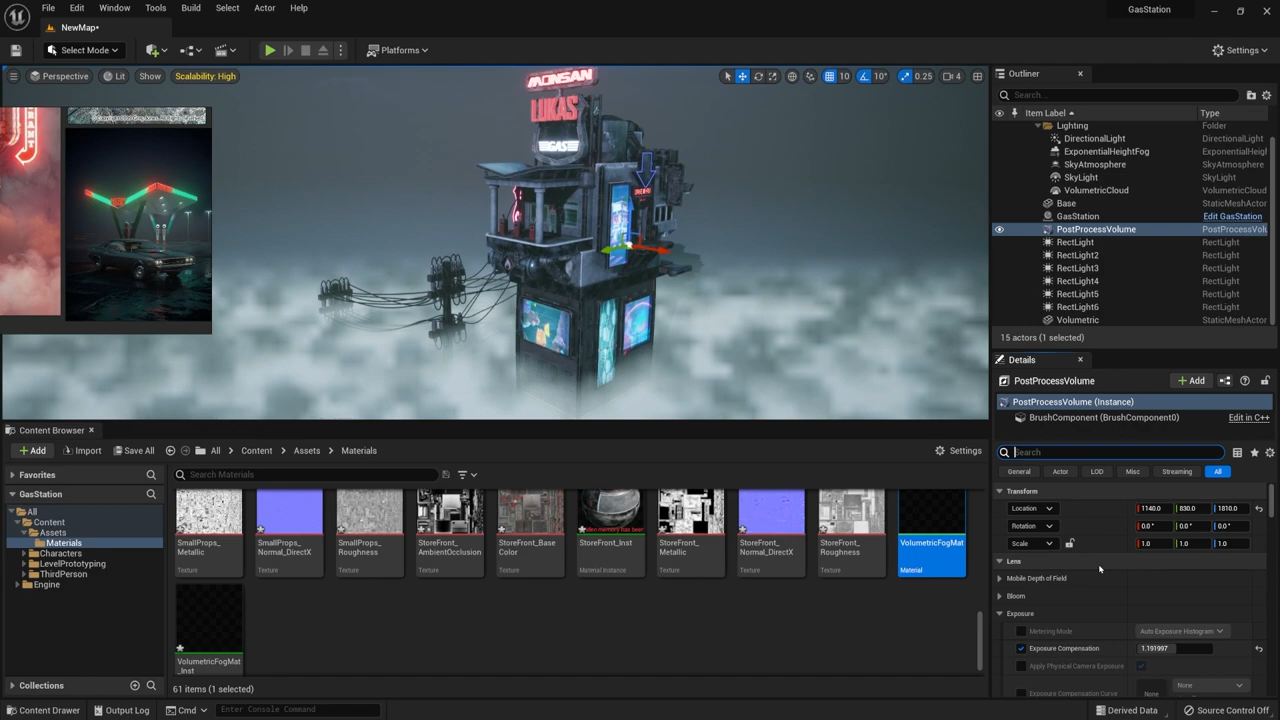 File Edit Window Tools Build Select Actor Help
GasStation
NewMap*
Select Mode
Platforms
Settings
Perspective
Lit
Show
Scalability: High
10
10°
0.25
4
MONSAN
LUKAS
GAS
Outliner
Search...
Item Label
Type
Lighting Folder
DirectionalLight DirectionalLight
ExponentialHeightFog ExponentialHeigh
SkyAtmosphere SkyAtmosphere
SkyLight SkyLight
VolumetricCloud VolumetricCloud
Base StaticMeshActor
GasStation Edit GasStation
PostProcessVolume PostProcessVolu
RectLight RectLight
RectLight2 RectLight
RectLight3 RectLight
RectLight4 RectLight
RectLight5 RectLight
RectLight6 RectLight
Volumetric StaticMeshActor
15 actors (1 selected)
Details
PostProcessVolume
Add
PostProcessVolume (Instance)
BrushComponent (BrushComponent0) Edit in C++
Search
General Actor LOD Misc Streaming All
Transform
Location 1140.0 830.0 1810.0
Rotation 0.0° 0.0° 0.0°
Scale 1.0 1.0 1.0
Lens
Mobile Depth of Field
Bloom
Exposure
Metering Mode Auto Exposure Histogram
Exposure Compensation 1.191997
Apply Physical Camera Exposure
Exposure Compensation Curve None None
Content Browser
Add Import Save All All Content Assets Materials Settings
Favorites
Search Materials
GasStation
All
Content
Assets
Materials
Characters
LevelPrototyping
ThirdPerson
Engine
Collections
SmallProps_
Metallic
Texture
SmallProps_
Normal_DirectX
Texture
SmallProps_
Roughness
Texture
StoreFront_
AmbientOcclusion
Texture
StoreFront_Base
Color
Texture
StoreFront_Inst
Material Instance
StoreFront_
Metallic
Texture
StoreFront_
Normal_DirectX
Texture
StoreFront_
Roughness
Texture
VolumetricFogMat
Material
VolumetricFogMat
_Inst
61 items (1 selected)
Content Drawer Output Log Cmd Enter Console Command
Derived Data Source Control Off